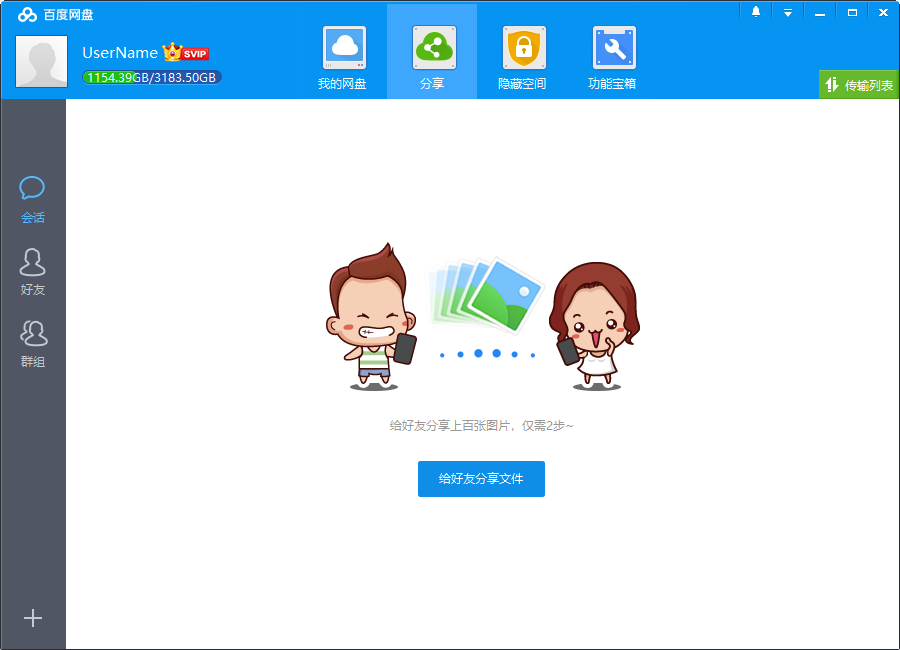 百度网盘
UserName SVIP
1154.39GB/3183.50GB
我的网盘
分享
隐藏空间
功能宝箱
传输列表
会话
好友
群组
给好友分享上百张图片，仅需2步~
给好友分享文件